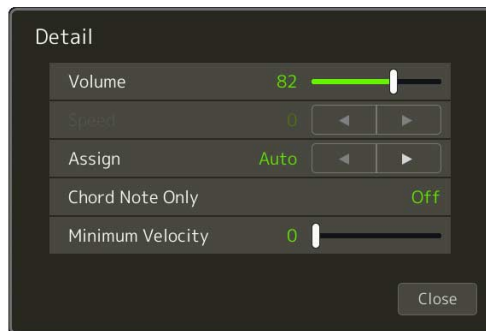 Detail
Volume 82
Speed 0
Assign Auto
Chord Note Only Off
Minimum Velocity 0
Close